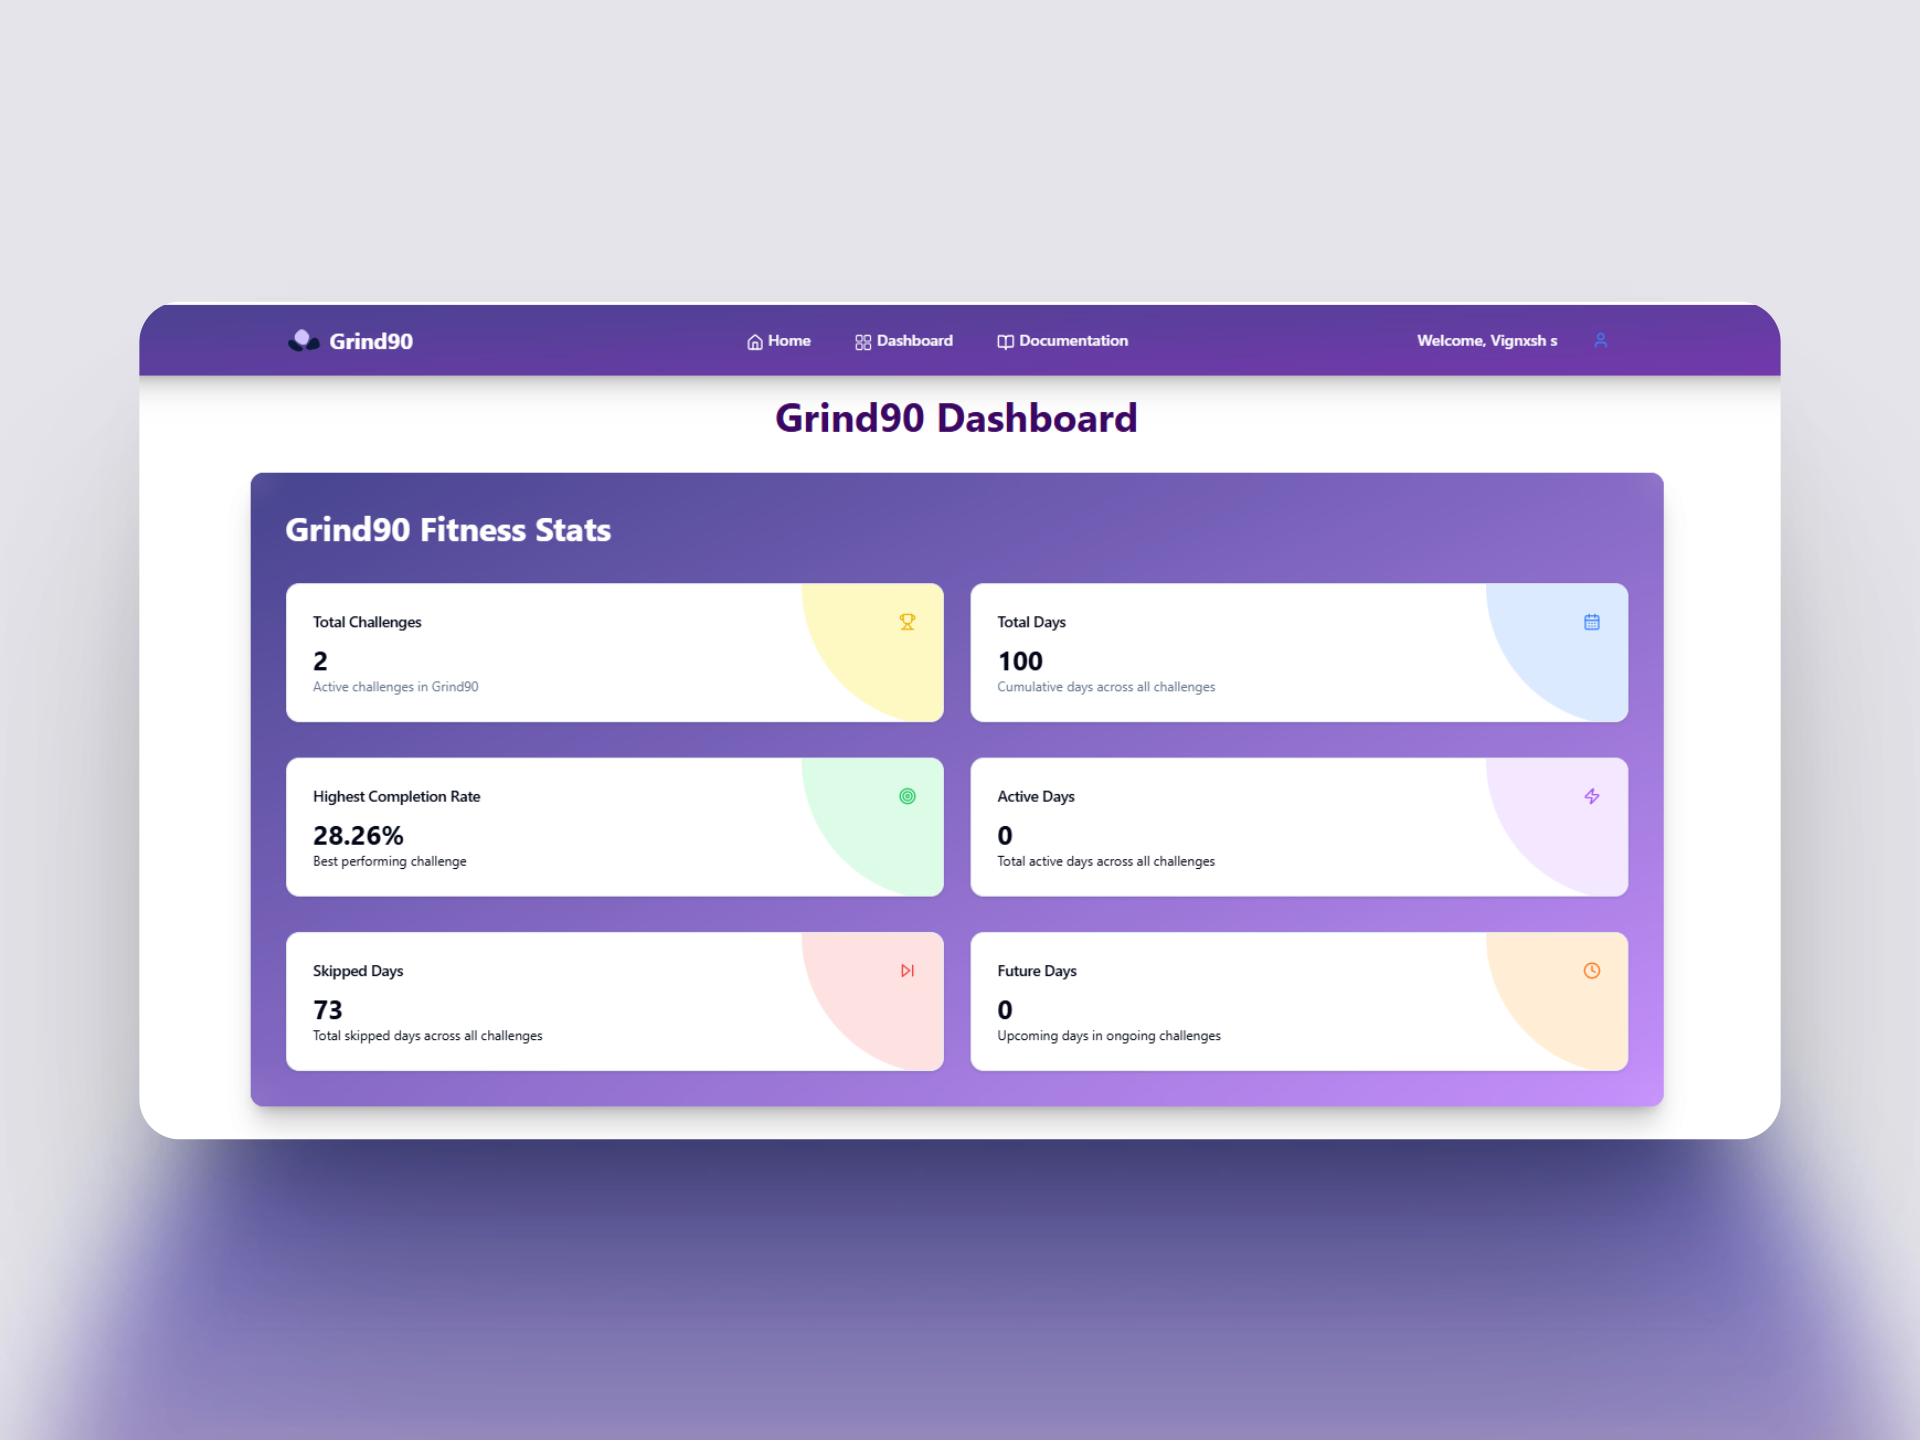 Grind90
Home
Dashboard
Documentation
Welcome, Vignxsh s
Grind90 Dashboard
Grind90 Fitness Stats
Total Challenges
2
Active challenges in Grind90
Total Days
100
Cumulative days across all challenges
Highest Completion Rate
28.26%
Best performing challenge
Active Days
0
Total active days across all challenges
Skipped Days
73
Total skipped days across all challenges
Future Days
0
Upcoming days in ongoing challenges